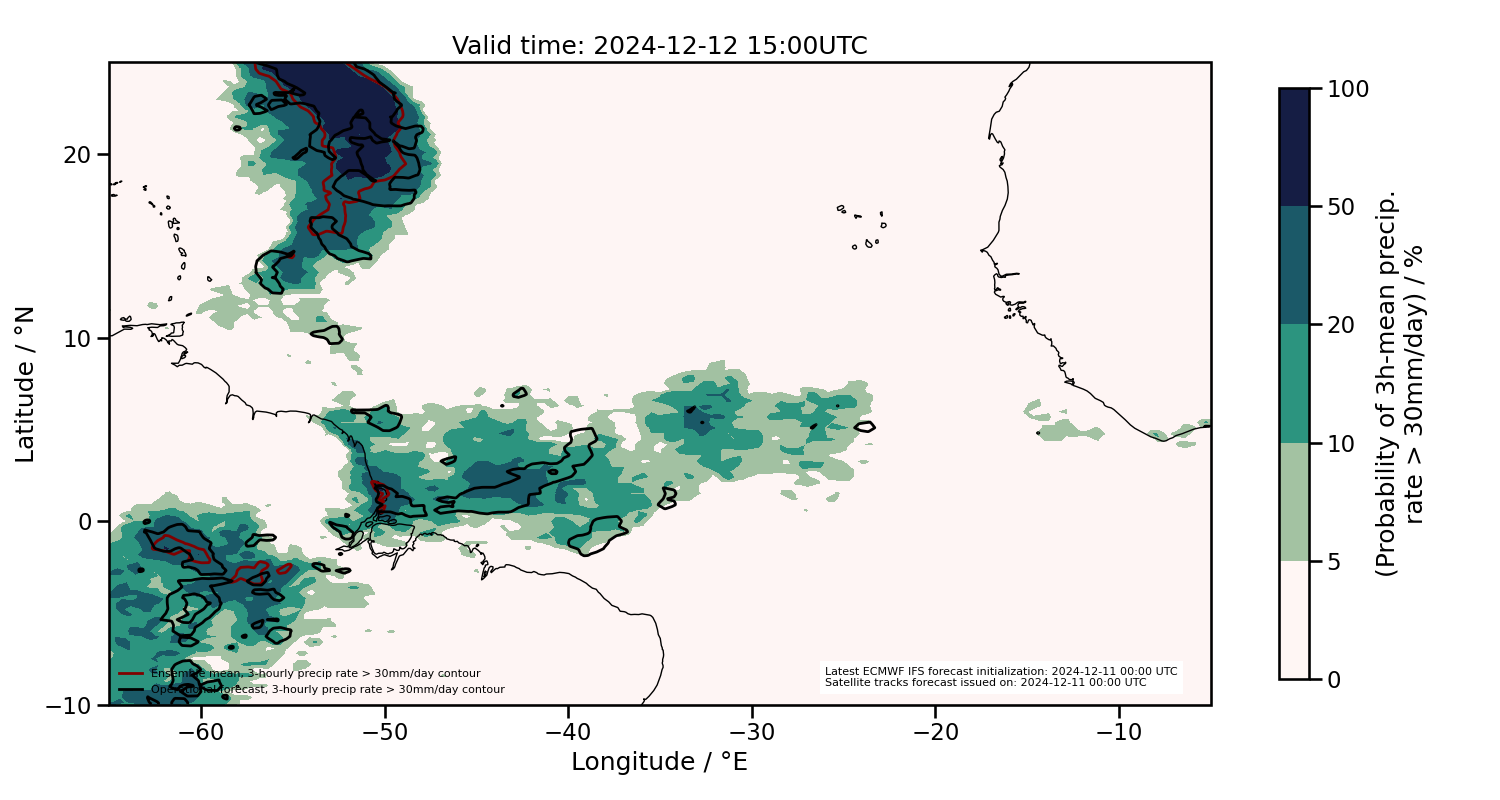 Valid time: 2024-12-12 15:00UTC
Latitude / °N
20
10
0
−10
−60
−50
−40
−30
−20
−10
Longitude / °E
Ensemble mean, 3-hourly precip rate > 30mm/day contour
Operational forecast, 3-hourly precip rate > 30mm/day contour
Latest ECMWF IFS forecast initialization: 2024-12-11 00:00 UTC
Satellite tracks forecast issued on: 2024-12-11 00:00 UTC
100
50
20
10
5
0
(Probability of 3h-mean precip.
rate > 30mm/day) / %